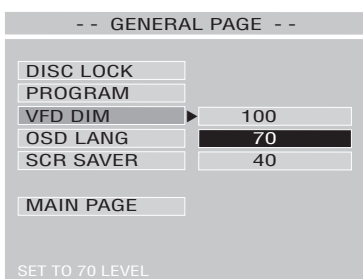 - - GENERAL PAGE - -
DISC LOCK
PROGRAM
VFD DIM 100
OSD LANG 70
SCR SAVER 40
MAIN PAGE
SET TO 70 LEVEL